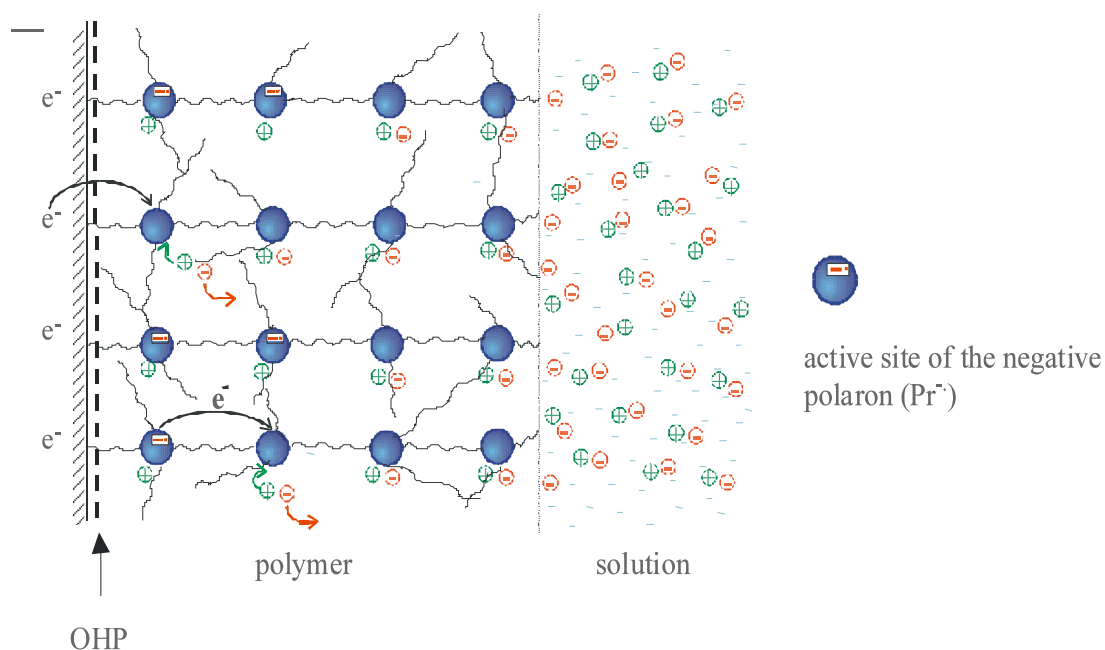 e-
e-
e-
e-
e-
polymer
solution
OHP
active site of the negative
polaron (Pr-.)